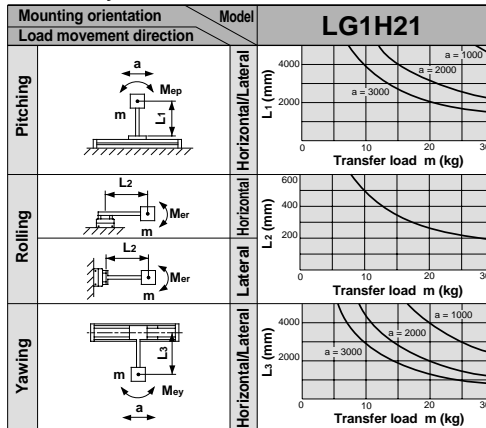 Mounting orientation
Model
Load movement direction
LG1H21
Pitching
a
Mep
m
L1
Horizontal/Lateral
L1 (mm)
4000
2000
a = 1000
a = 2000
a = 3000
0
10
20
30
Transfer load m (kg)
Rolling
L2
Mer
m
Horizontal
L2
Mer
m
Lateral
L2 (mm)
600
400
200
0
10
20
30
Transfer load m (kg)
Yawing
L3
m
Mey
a
Horizontal/Lateral
L3 (mm)
4000
2000
a = 1000
a = 2000
a = 3000
0
10
20
30
Transfer load m (kg)